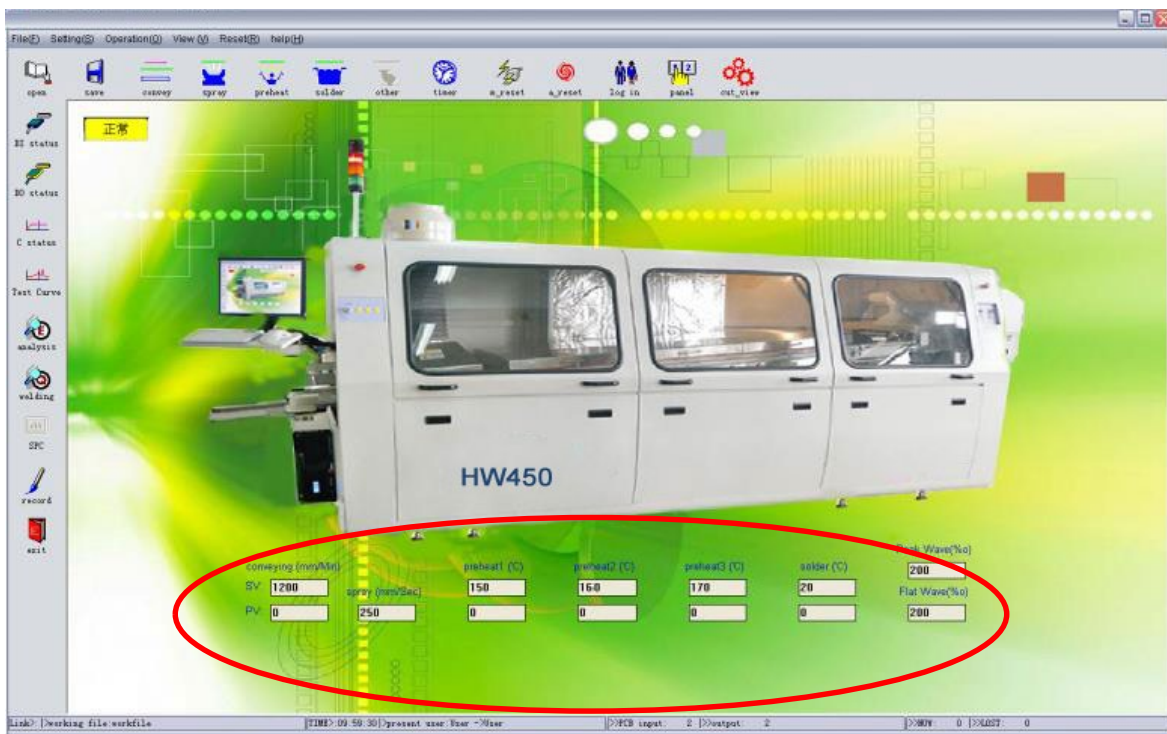 File(F) Setting(S) Operation(O) View (V) Reset(R) help(H)
open save convey spray preheat solder other timer m_reset a_reset log in panel cut_view
正常
DI status
DO status
C status
Test Curve
analysis
welding
SPC
record
exit
HW450
conveying (mm/Min) preheat1 (°C) preheat2 (°C) preheat3 (°C) solder (°C) Peak Wave(%o)
SV: 1200 spray (mm/Sec) 150 160 170 20 200
Flat Wave(%o)
PV: 0 250 0 0 0 0 200
Link> |>working file:workfile |TIME>:09:59:30|>present user:User ->User |>>PCB input: 2 |>>output: 2 |>>NOW: 0 |>>LOST: 0